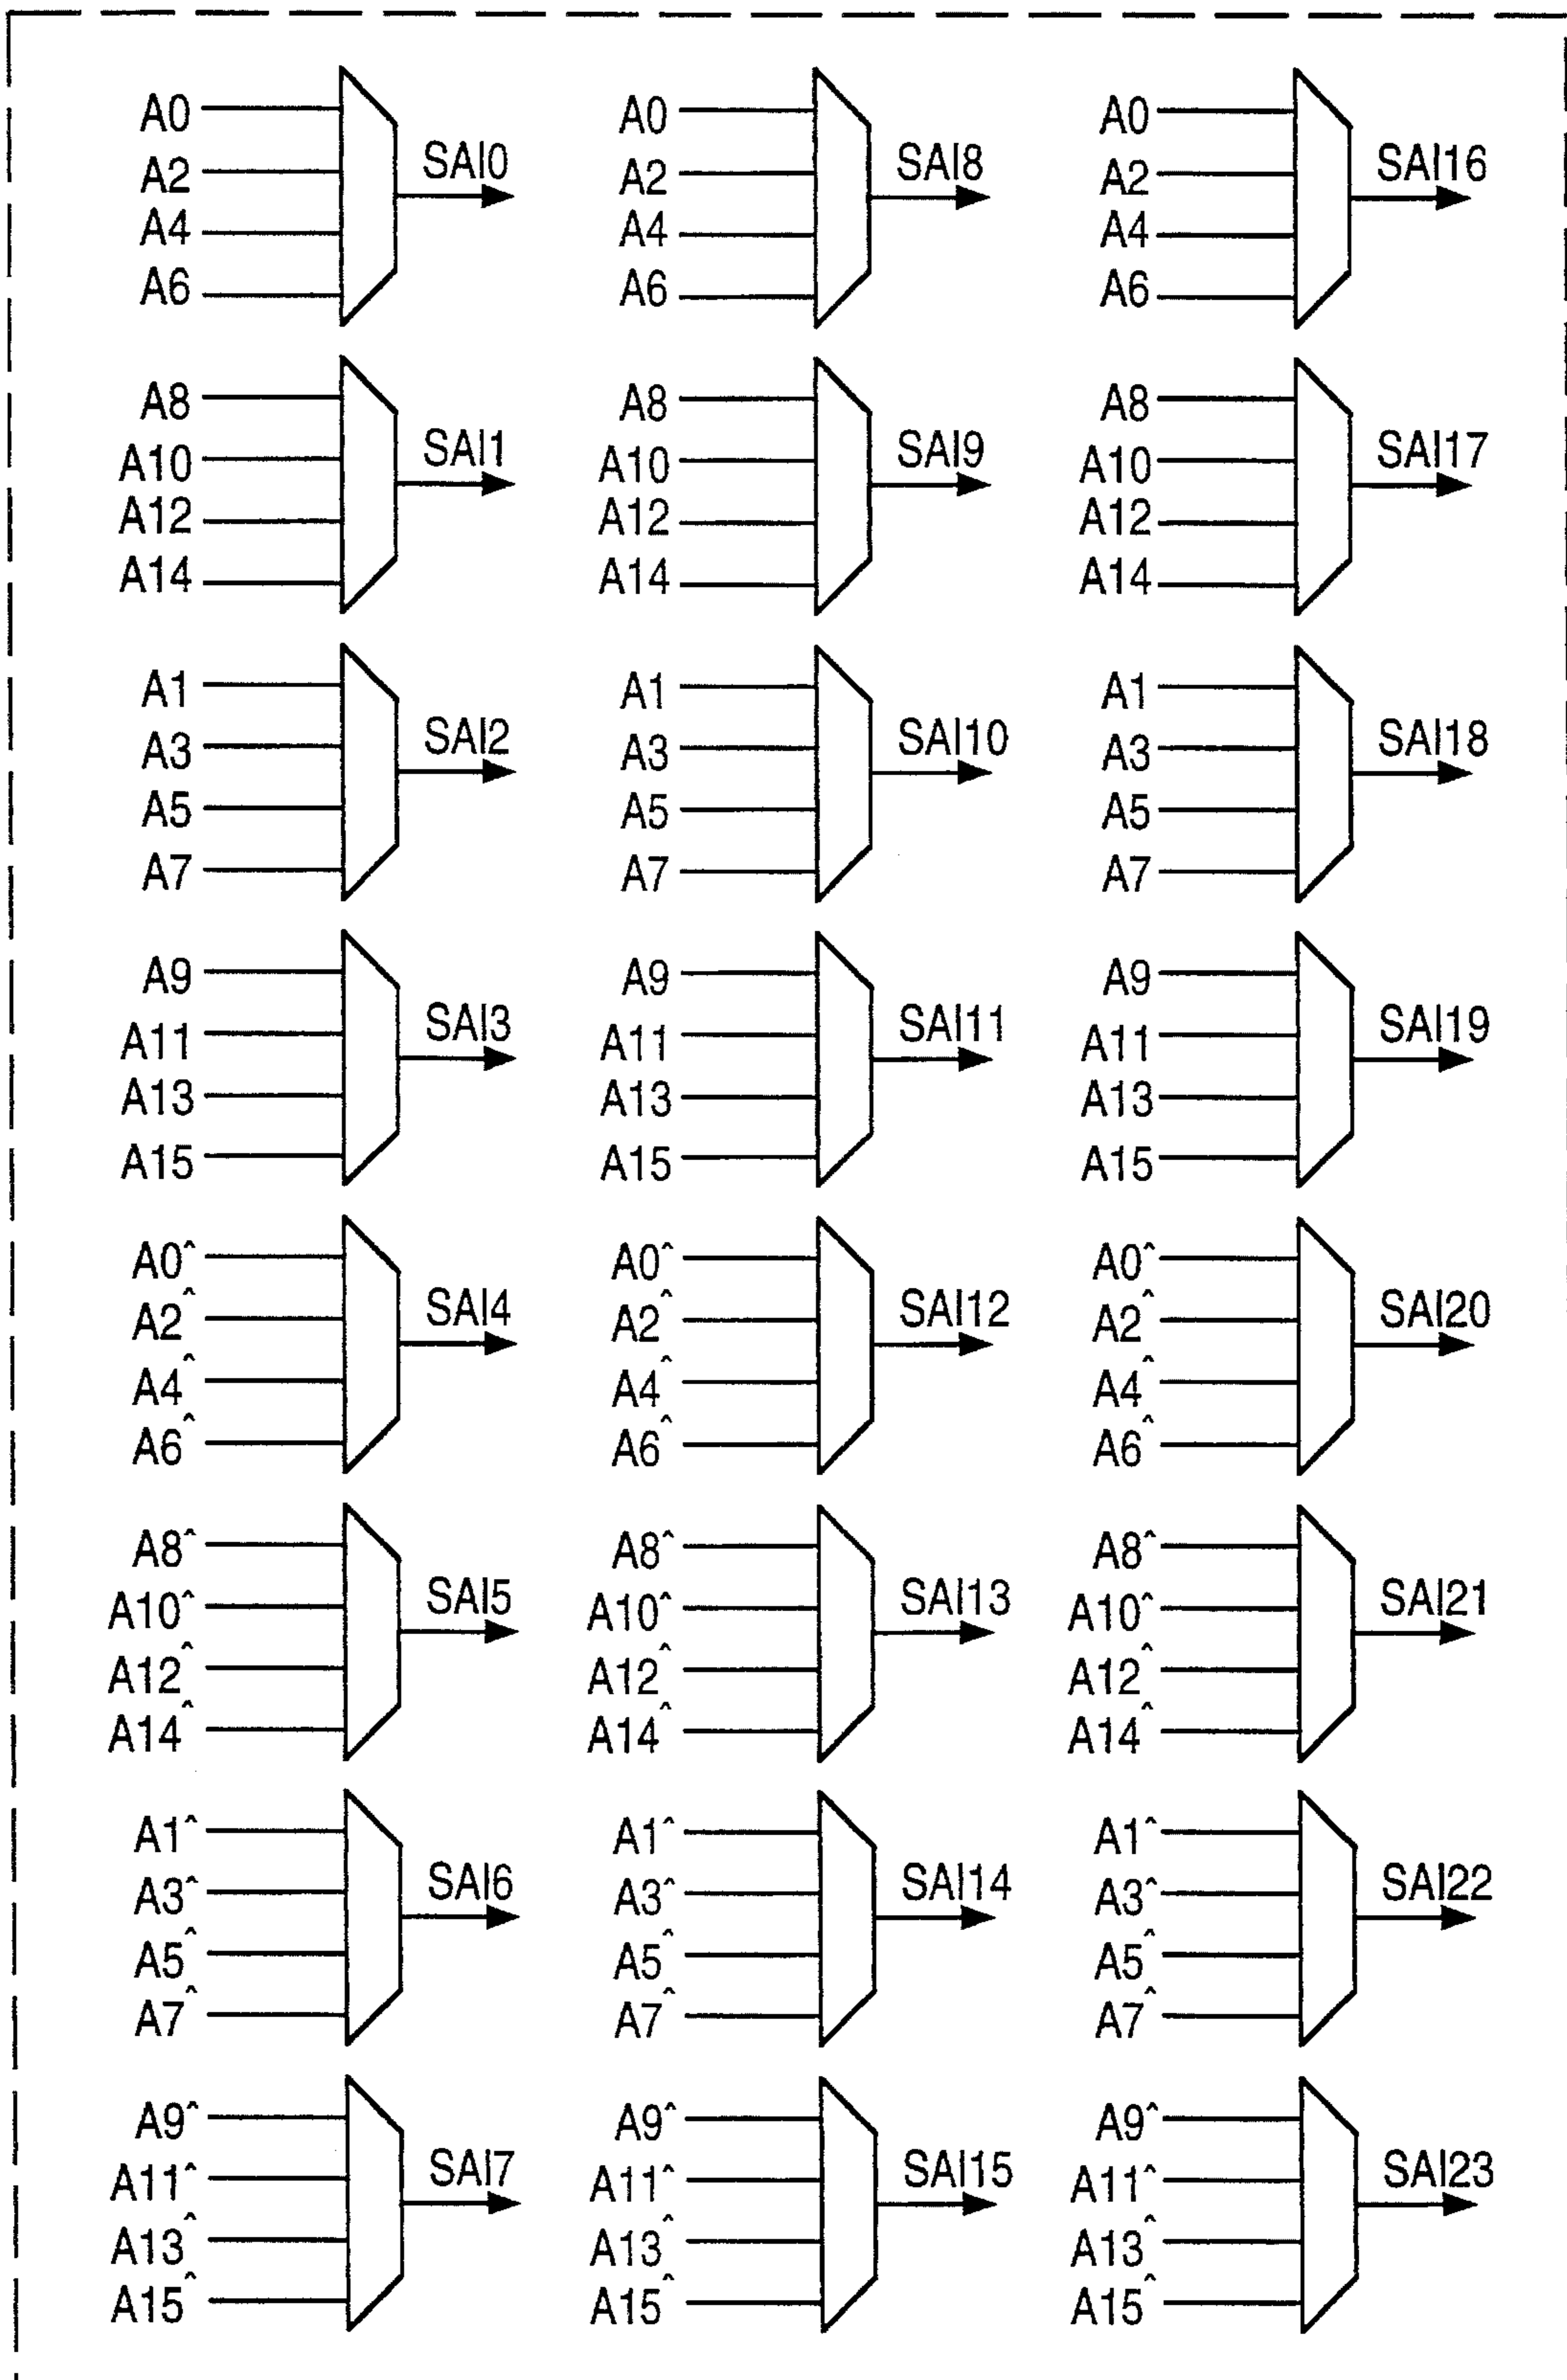 A0 A0 A0
SAI0 SAI8 SAI16
A2 A2 A2
A4 A4 A4
A6 A6 A6
A8 A8 A8
SAI1 SAI9 SAI17
A10 A10 A10
A12 A12 A12
A14 A14 A14
A1 A1 A1
SAI2 SAI10 SAI18
A3 A3 A3
A5 A5 A5
A7 A7 A7
A9 A9 A9
SAI3 SAI11 SAI19
A11 A11 A11
A13 A13 A13
A15 A15 A15
A0^ A0^ A0^
SAI4 SAI12 SAI20
A2^ A2^ A2^
A4^ A4^ A4^
A6^ A6^ A6^
A8^ A8^ A8^
SAI5 SAI13 SAI21
A10^ A10^ A10^
A12^ A12^ A12^
A14^ A14^ A14^
A1^ A1^ A1^
SAI6 SAI14 SAI22
A3^ A3^ A3^
A5^ A5^ A5^
A7^ A7^ A7^
A9^ A9^ A9^
SAI7 SAI15 SAI23
A11^ A11^ A11^
A13^ A13^ A13^
A15^ A15^ A15^